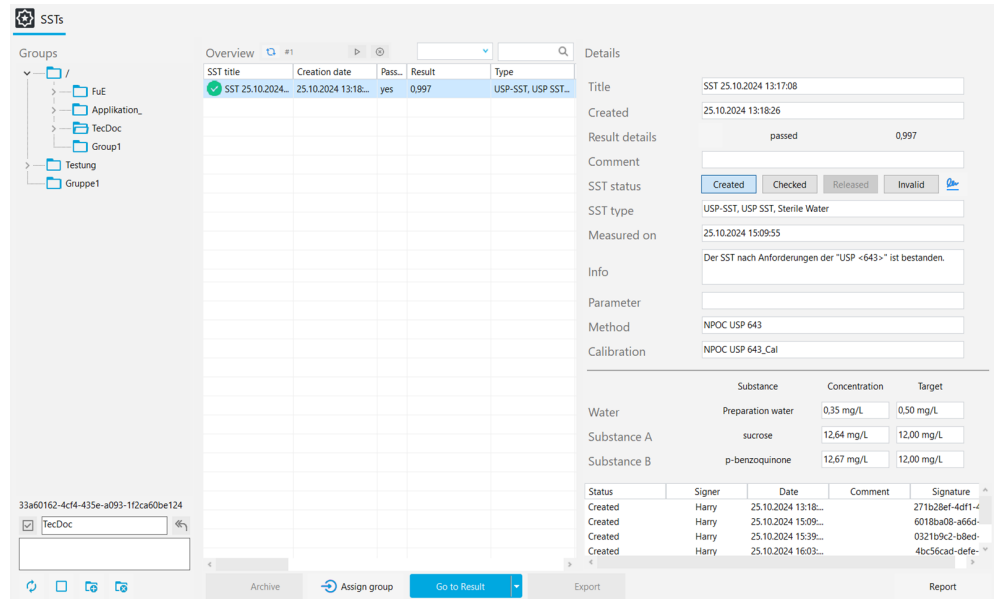 SSTs
Groups
/
FuE
Applikation_
TecDoc
Group1
Testung
Gruppe1
33a60162-4cf4-435e-a093-1f2ca60be124
TecDoc
Overview #1
SST title Creation date Pass... Result Type
SST 25.10.2024... 25.10.2024 13:18:... yes 0,997 USP-SST, USP SST...
Archive Assign group Go to Result Export Report
Details
Title SST 25.10.2024 13:17:08
Created 25.10.2024 13:18:26
Result details passed 0,997
Comment
SST status Created Checked Released Invalid
SST type USP-SST, USP SST, Sterile Water
Measured on 25.10.2024 15:09:55
Info Der SST nach Anforderungen der "USP <643>" ist bestanden.
Parameter
Method NPOC USP 643
Calibration NPOC USP 643_Cal
Substance Concentration Target
Water Preparation water 0,35 mg/L 0,50 mg/L
Substance A sucrose 12,64 mg/L 12,00 mg/L
Substance B p-benzoquinone 12,67 mg/L 12,00 mg/L
Status Signer Date Comment Signature
Created Harry 25.10.2024 13:18:... 271b28ef-4df1-4
Created Harry 25.10.2024 15:09:... 6018ba08-a66d-
Created Harry 25.10.2024 15:39:... 0321b9c2-b8ed-
Created Harry 25.10.2024 16:03:... 4bc56cad-defe-